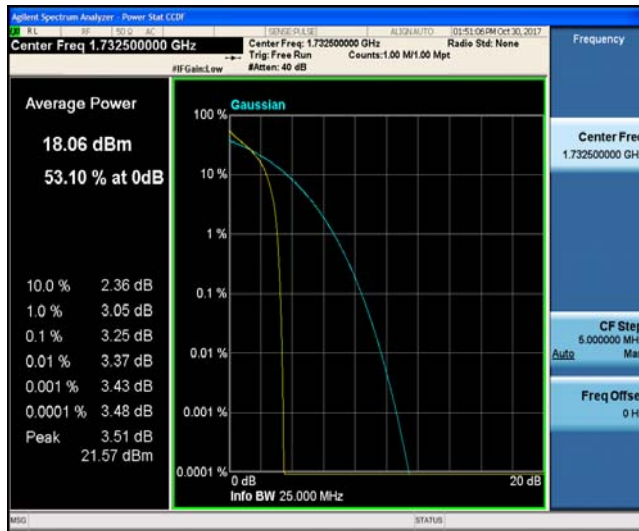 Agilent Spectrum Analyzer - Power Stat CCDF
RL RF 50 Ω AC SENSE:PULSE ALIGN AUTO 01:51:06 PM Oct 30, 2017
Center Freq 1.732500000 GHz
Center Freq: 1.732500000 GHz Radio Std: None
Trig: Free Run Counts:1.00 M/1.00 Mpt
#IFGain:Low #Atten: 40 dB
Frequency
Average Power
18.06 dBm
53.10 % at 0dB
10.0 % 2.36 dB
1.0 % 3.05 dB
0.1 % 3.25 dB
0.01 % 3.37 dB
0.001 % 3.43 dB
0.0001 % 3.48 dB
Peak 3.51 dB
21.57 dBm
Gaussian
100 %
10 %
1 %
0.1 %
0.01 %
0.001 %
0.0001 %
0 dB 20 dB
Info BW 25.000 MHz
Center Fre
1.732500000 GH
CF Step
5.000000 MH
Auto Ma
Freq Offse
0 H
MSG STATUS